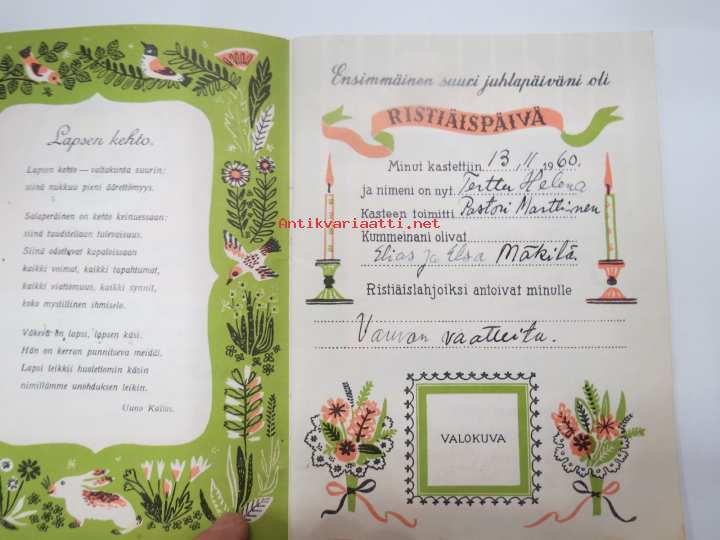 Lapsen kehto.
Lapsen kehto — valtakunta suurin:
siinä nukkuu pieni äärettömyys.
Salaperäinen on kehto keinuessaan:
siinä tuuditellaan tulevaisuus.
Siinä odottavat kapaloissaan
kaikki voimat, kaikki tapahtumat,
kaikki viattomuus, kaikki synnit,
koko mydillinen ihmiselo.
Väkevä on lapsi, lapsen käsi.
Hän on kerran punnitseva meidät.
Lapsi leikkii huolettomin käsin
nimillämme unohduksen leikin.
Uuno Kailas.
Ensimmäinen suuri juhlapäiväni oli
RISTIÄISPÄIVÄ
Minut kastettiin 13.11 1960.
ja nimeni on nyt Terttu Helena
Kasteen toimitti Pastori Marttinen
Antikvariaatti.net
Kummeinani olivat
Elias ja Elsa Mäkilä.
Ristiäislahjoiksi antoivat minulle
Vauvan vaatteita.
VALOKUVA